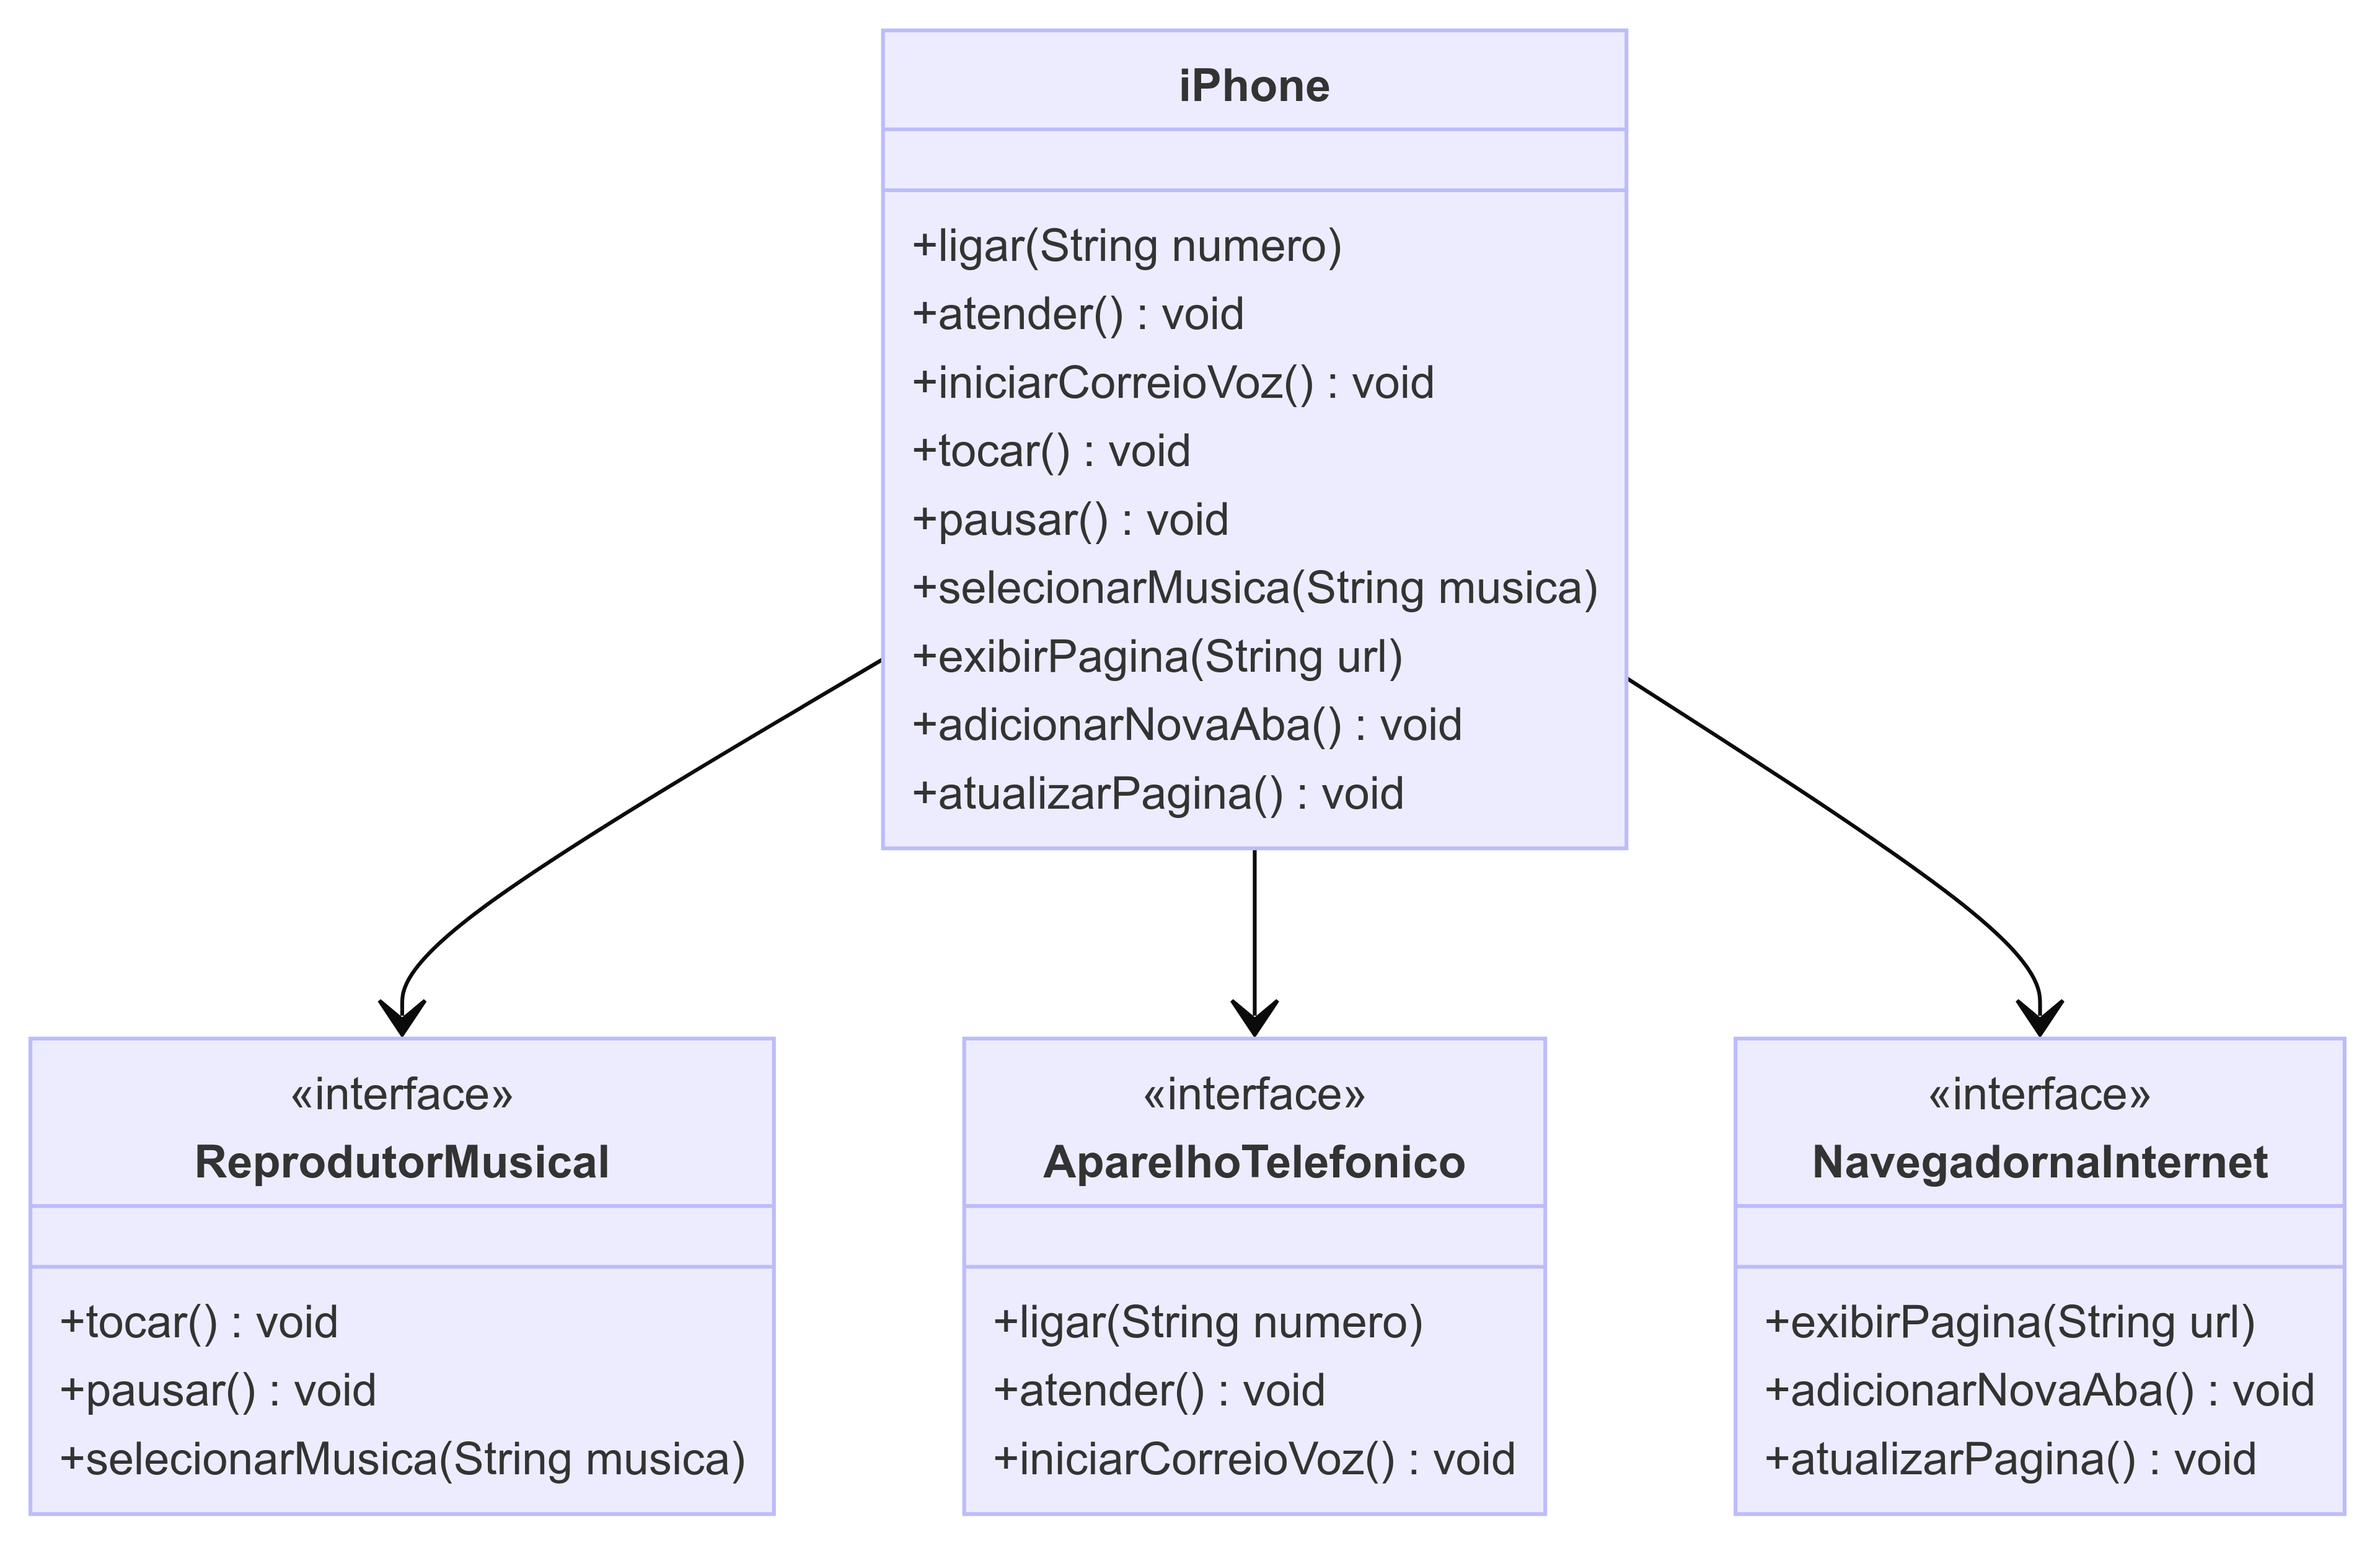 iPhone
+ligar(String numero)
+atender() : void
+iniciarCorreioVoz() : void
+tocar() : void
+pausar() : void
+selecionarMusica(String musica)
+exibirPagina(String url)
+adicionarNovaAba() : void
+atualizarPagina() : void
«interface»
ReprodutorMusical
+tocar() : void
+pausar() : void
+selecionarMusica(String musica)
«interface»
AparelhoTelefonico
+ligar(String numero)
+atender() : void
+iniciarCorreioVoz() : void
«interface»
NavegadornaInternet
+exibirPagina(String url)
+adicionarNovaAba() : void
+atualizarPagina() : void